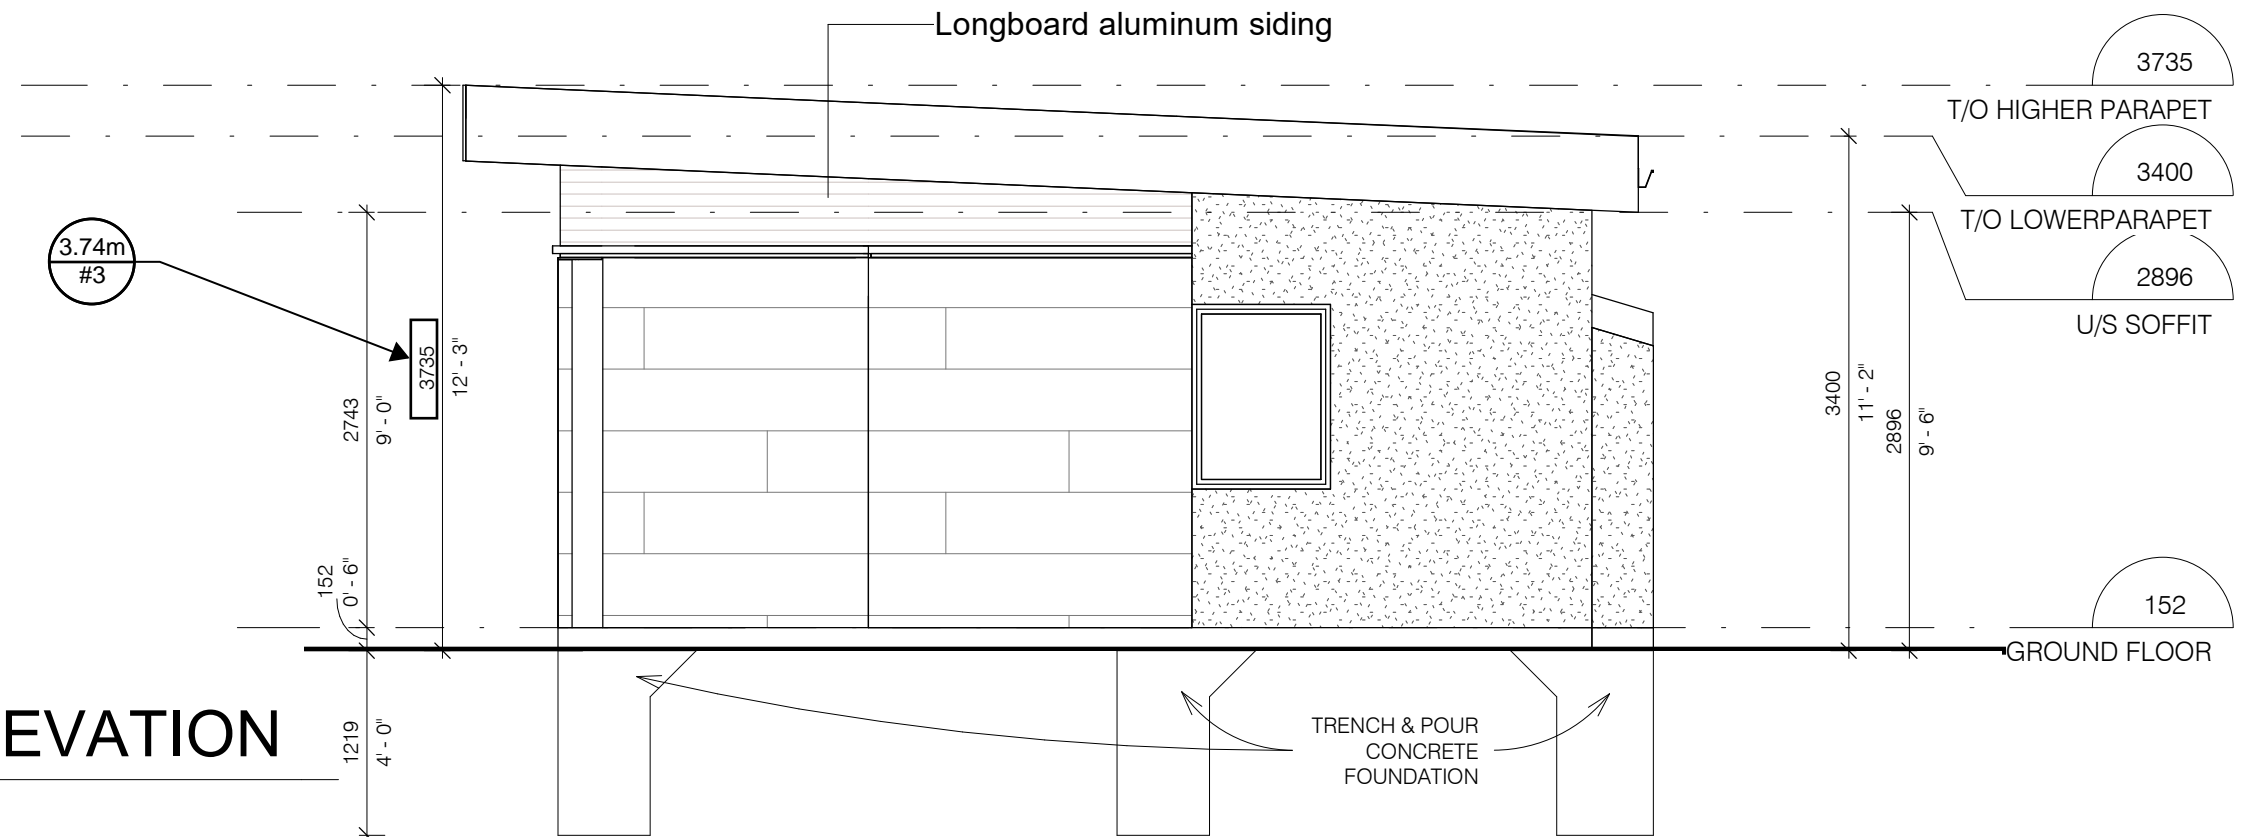 Longboard aluminum siding
3735
T/O HIGHER PARAPET
3400
T/O LOWERPARAPET
2896
U/S SOFFIT
3.74m
#3
3735
12' - 3"
2743
9' - 0"
152
0' - 6"
1219
4' - 0"
3400
11' - 2"
2896
9' - 6"
152
GROUND FLOOR
TRENCH & POUR
CONCRETE
FOUNDATION
EVATION